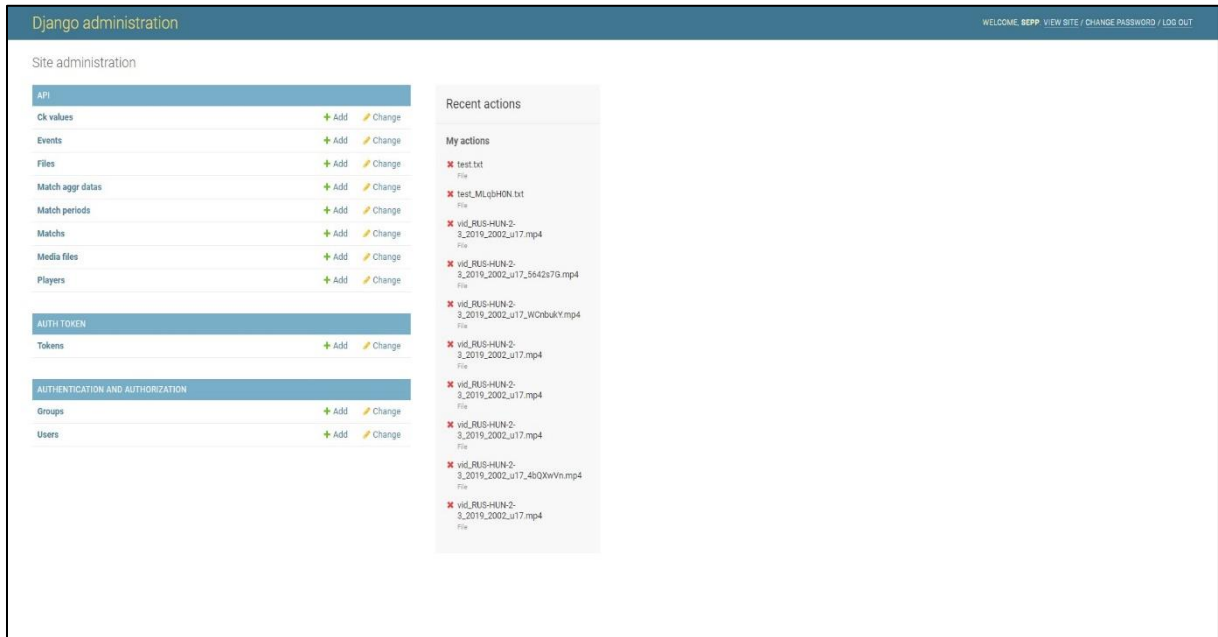 Django administration
WELCOME, SEPP. VIEW SITE / CHANGE PASSWORD / LOG OUT
Site administration
API
Ck values + Add Change
Events + Add Change
Files + Add Change
Match aggr datas + Add Change
Match periods + Add Change
Matchs + Add Change
Media files + Add Change
Players + Add Change
AUTH TOKEN
Tokens + Add Change
AUTHENTICATION AND AUTHORIZATION
Groups + Add Change
Users + Add Change
Recent actions
My actions
test.txt
File
test_MLqbH0N.txt
File
vid_RUS-HUN-2-
3_2019_2002_u17.mp4
File
vid_RUS-HUN-2-
3_2019_2002_u17_5642s7G.mp4
File
vid_RUS-HUN-2-
3_2019_2002_u17_WCnbukY.mp4
File
vid_RUS-HUN-2-
3_2019_2002_u17.mp4
File
vid_RUS-HUN-2-
3_2019_2002_u17.mp4
File
vid_RUS-HUN-2-
3_2019_2002_u17.mp4
File
vid_RUS-HUN-2-
3_2019_2002_u17_4bQXwVn.mp4
File
vid_RUS-HUN-2-
3_2019_2002_u17.mp4
File